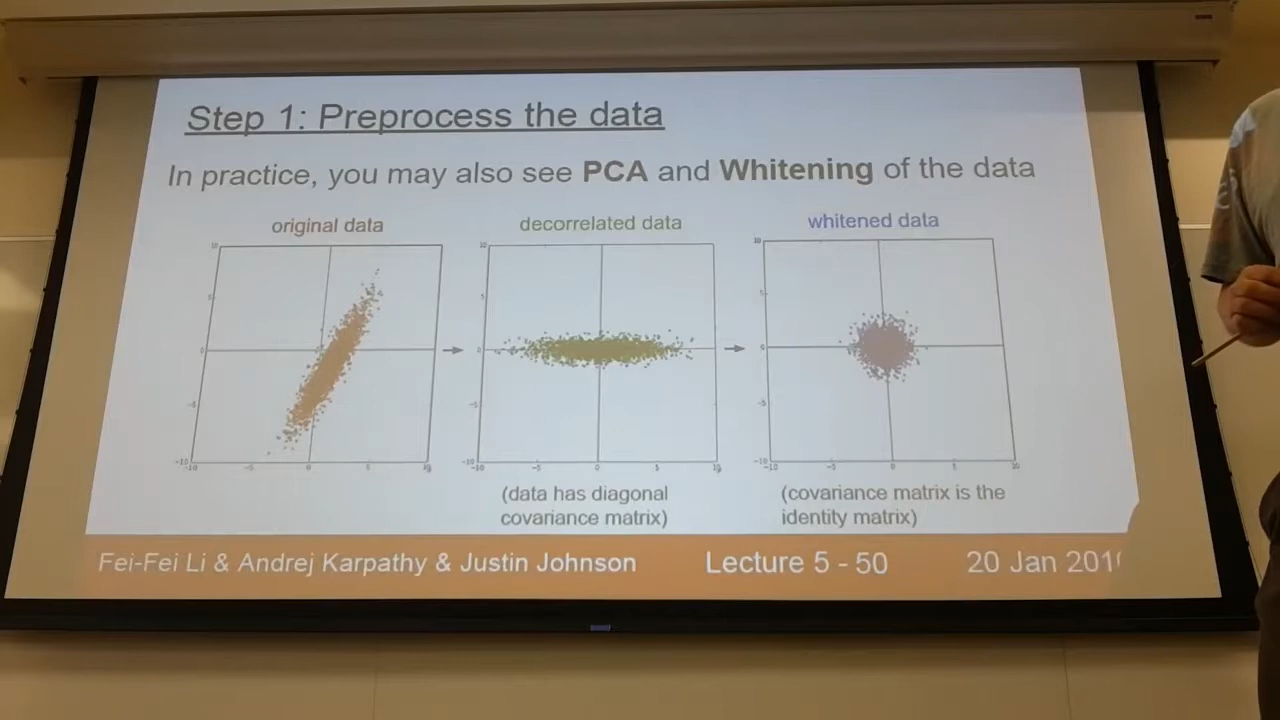 Step 1: Preprocess the data
In practice, you may also see PCA and Whitening of the data
original data
decorrelated data
whitened data
(data has diagonal
covariance matrix)
(covariance matrix is the
identity matrix)
Fei-Fei Li & Andrej Karpathy & Justin Johnson
Lecture 5 - 50
20 Jan 201